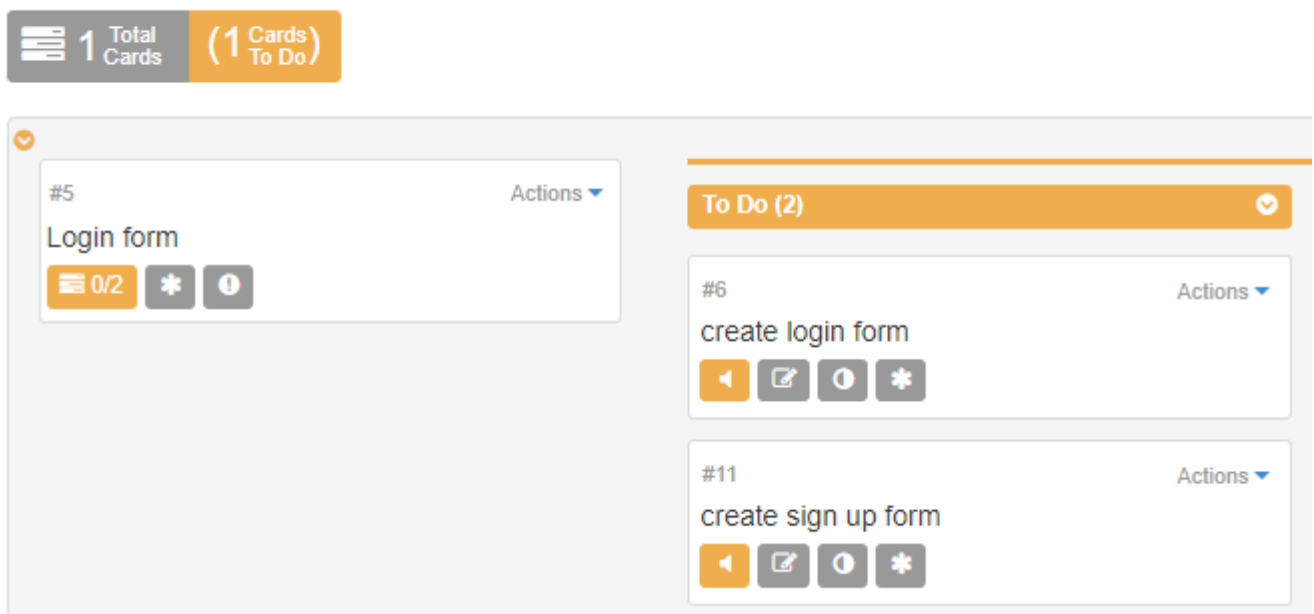 1 Total Cards (1 Cards To Do)
#5 Actions
Login form
0/2
To Do (2)
#6 Actions
create login form
#11 Actions
create sign up form